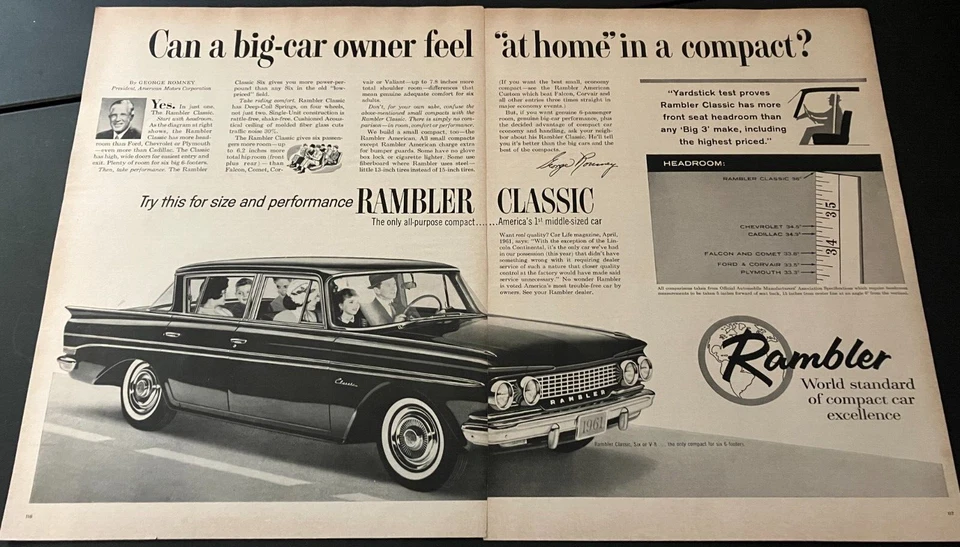 Can a big-car owner feel "at home" in a compact?
By GEORGE ROMNEY
President, American Motors Corporation
Yes. In just one.
The Rambler Classic.
Start with headroom.
As the diagram at right
shows, the Rambler
Classic has more head-
room than Ford, Chevrolet or Plymouth
—even more than Cadillac. The Classic
has high, wide doors for easier entry and
exit. Plenty of room for six big 6-footers.
Then, take performance. The Rambler
Classic Six gives you more power-per-
pound than any Six in the old "low-
priced" field.
Take riding comfort. Rambler Classic
has Deep-Coil Springs, on four wheels,
not just two. Single-Unit construction is
rattle-free, shake-free. Cushioned Acous-
tical ceiling of molded fiber glass cuts
traffic noise 30%.
The Rambler Classic gives six passen-
gers more room—up
to 6.2 inches more
total hip room (front
plus rear)— than
Falcon, Comet, Cor-
vair or Valiant—up to 7.8 inches more
total shoulder room—differences that
mean genuine adequate comfort for six
adults.
Don't, for your own sake, confuse the
above-mentioned small compacts with the
Rambler Classic. There is simply no com-
parison—in room, comfort or performance.
We build a small compact, too—the
Rambler American. All small compacts
except Rambler American charge extra
for bumper guards. Some have no glove
box lock or cigarette lighter. Some use
fiberboard where Rambler uses steel—
little 13-inch tires instead of 15-inch tires.
(If you want the best small, economy
compact—see the Rambler American
Custom which beat Falcon, Corvair and
all other entries three times straight in
major economy events.)
But, if you want genuine 6-passenger
room, genuine big-car performance, plus
the decided advantage of compact car
economy and handling, ask your neigh-
bor about his Rambler Classic. He'll tell
you it's better than the big cars and the
best of the compacts.
George Romney
"Yardstick test proves
Rambler Classic has more
front seat headroom than
any 'Big 3' make, including
the highest priced."
HEADROOM:
RAMBLER CLASSIC 36"
35
CHEVROLET 34.5"
CADILLAC 34.3"
34
FALCON AND COMET 33.8"
FORD & CORVAIR 33.5"
PLYMOUTH 33.3"
All comparisons taken from Official Automobile Manufacturers' Association Specifications which require headroom
Try this for size and performance RAMBLER CLASSIC
The only all-purpose compact......America's 1st middle-sized car
Want real quality? Car Life magazine, April,
1961, says: "With the exception of the Lin-
coln Continental, it's the only car we've had
in our possession (this year) that didn't have
something wrong with it requiring dealer
service of such a nature that closer quality
control at the factory would have made said
service unnecessary." No wonder Rambler
is voted America's most trouble-free car by
owners. See your Rambler dealer.
Classic
RAMBLER
1961
Rambler Classic, Six or V-8 ... the only compact for six 6-footers.
Rambler
World standard
of compact car
excellence